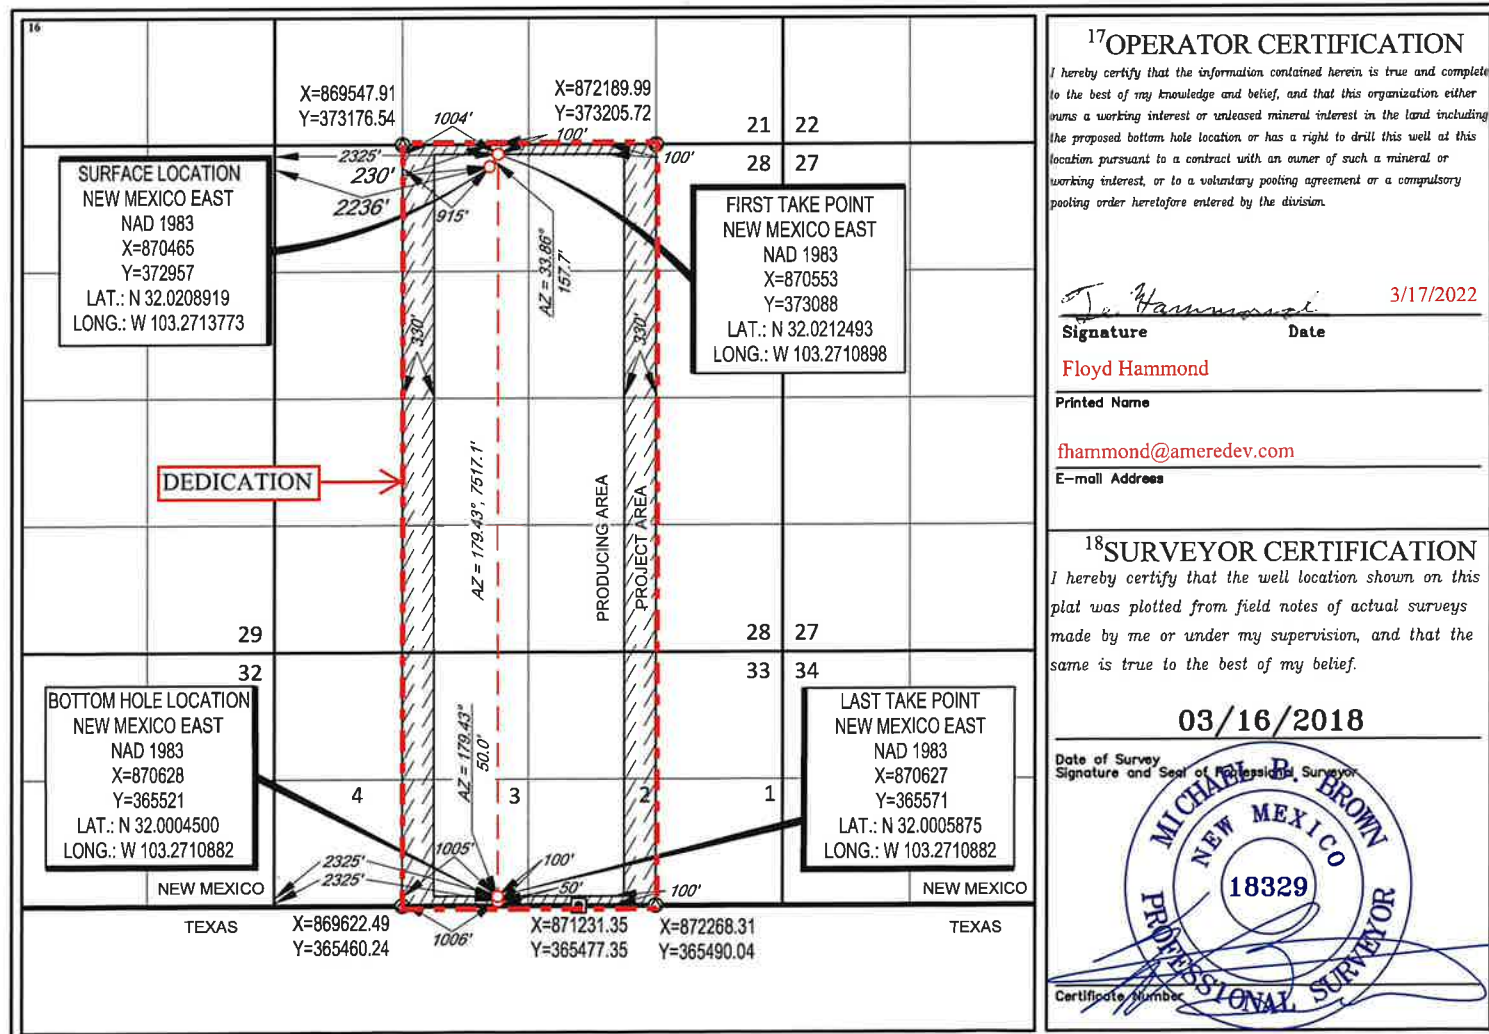 16
X=869547.91
Y=373176.54
X=872189.99
Y=373205.72
1004'
100'
21 22
2325'
100'
28 27
230'
2236'
915'
SURFACE LOCATION
NEW MEXICO EAST
NAD 1983
X=870465
Y=372957
LAT.: N 32.0208919
LONG.: W 103.2713773
FIRST TAKE POINT
NEW MEXICO EAST
NAD 1983
X=870553
Y=373088
LAT.: N 32.0212493
LONG.: W 103.2710898
AZ = 33.86°
157.7'
330'
330'
DEDICATION
AZ = 179.43°, 7517.1'
PRODUCING AREA
PROJECT AREA
29
28 27
32
33 34
BOTTOM HOLE LOCATION
NEW MEXICO EAST
NAD 1983
X=870628
Y=365521
LAT.: N 32.0004500
LONG.: W 103.2710882
AZ = 179.43°
50.0'
LAST TAKE POINT
NEW MEXICO EAST
NAD 1983
X=870627
Y=365571
LAT.: N 32.0005875
LONG.: W 103.2710882
4
3
2
1
2325'
1005'
100'
2325'
50'
100'
NEW MEXICO
NEW MEXICO
TEXAS
TEXAS
X=869622.49
Y=365460.24
1006'
X=871231.35
Y=365477.35
X=872268.31
Y=365490.04
17OPERATOR CERTIFICATION
I hereby certify that the information contained herein is true and complete
to the best of my knowledge and belief, and that this organization either
owns a working interest or unleased mineral interest in the land including
the proposed bottom hole location or has a right to drill this well at this
location pursuant to a contract with an owner of such a mineral or
working interest, or to a voluntary pooling agreement or a compulsory
pooling order heretofore entered by the division.
Hammond
3/17/2022
Signature Date
Floyd Hammond
Printed Name
fhammond@ameredev.com
E-mail Address
18SURVEYOR CERTIFICATION
I hereby certify that the well location shown on this
plat was plotted from field notes of actual surveys
made by me or under my supervision, and that the
same is true to the best of my belief.
03/16/2018
Date of Survey
Signature and Seal of Professional Surveyor
MICHAEL B. BROWN
NEW MEXICO
18329
PROFESSIONAL SURVEYOR
Certificate Number